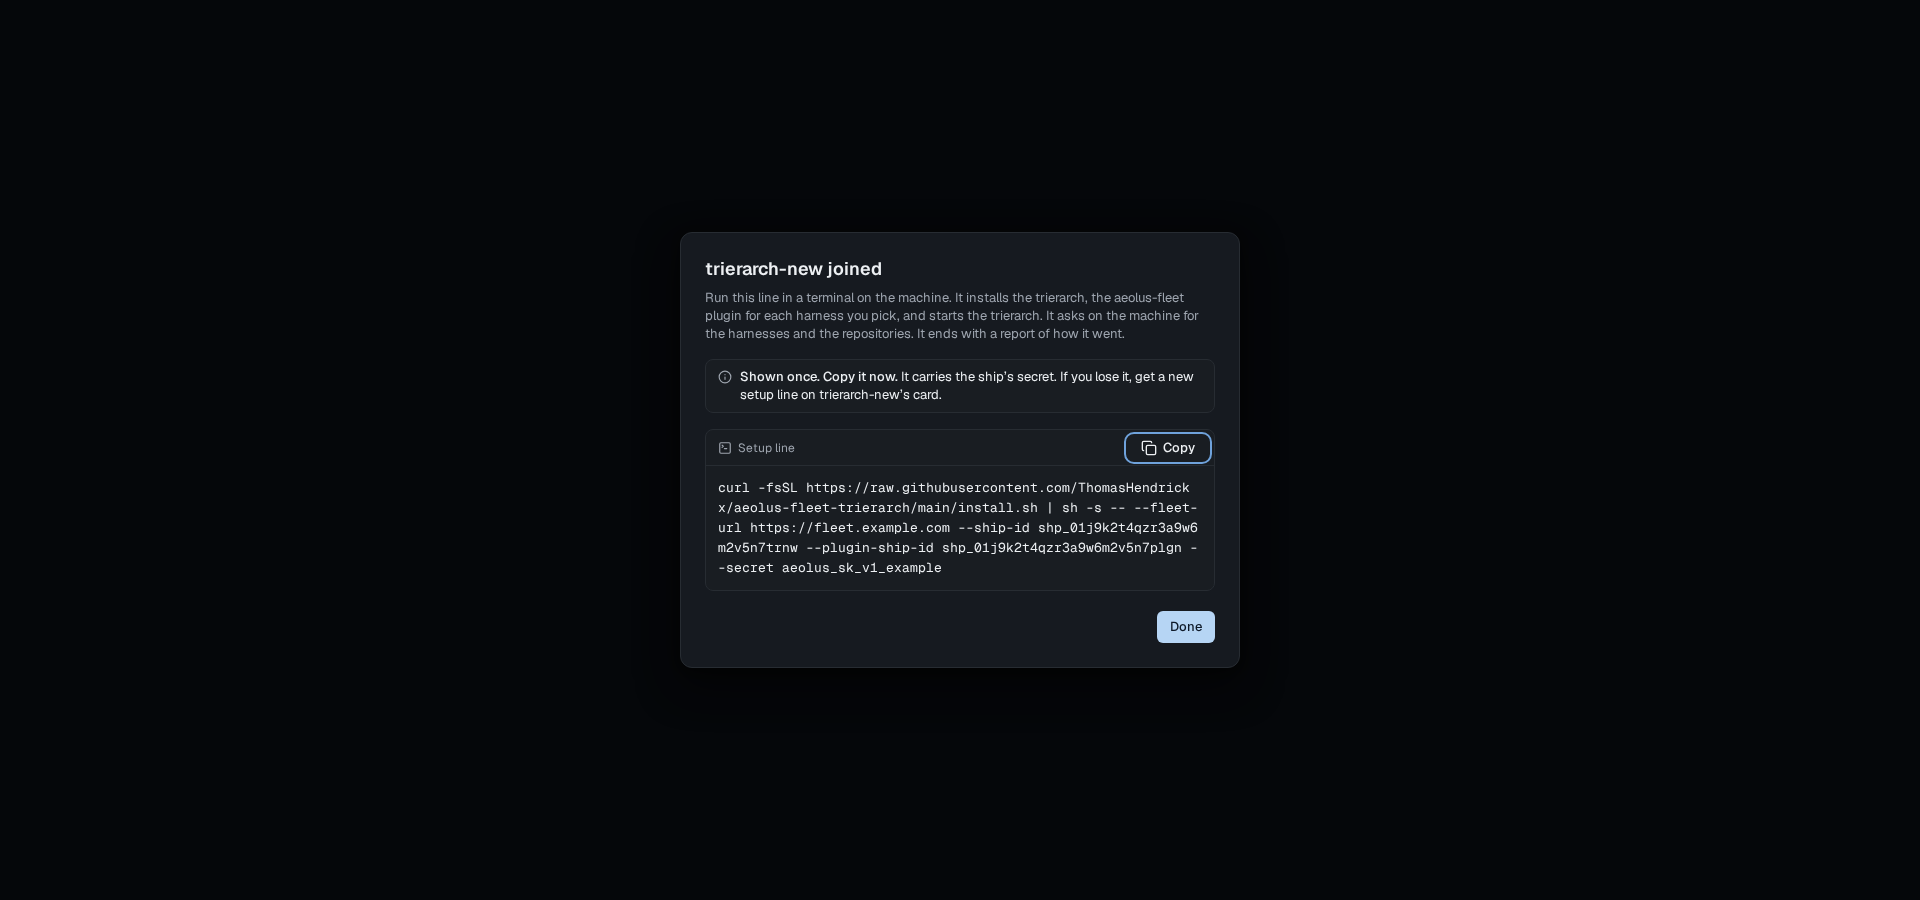 trierarch-new joined
Run this line in a terminal on the machine. It installs the trierarch, the aeolus-fleet
plugin for each harness you pick, and starts the trierarch. It asks on the machine for
the harnesses and the repositories. It ends with a report of how it went.
Shown once. Copy it now. It carries the ship’s secret. If you lose it, get a new
setup line on trierarch-new’s card.
Setup line
Copy
curl -fsSL https://raw.githubusercontent.com/ThomasHendrick
x/aeolus-fleet-trierarch/main/install.sh | sh -s -- --fleet-
url https://fleet.example.com --ship-id shp_01j9k2t4qzr3a9w6
m2v5n7trnw --plugin-ship-id shp_01j9k2t4qzr3a9w6m2v5n7plgn -
-secret aeolus_sk_v1_example
Done